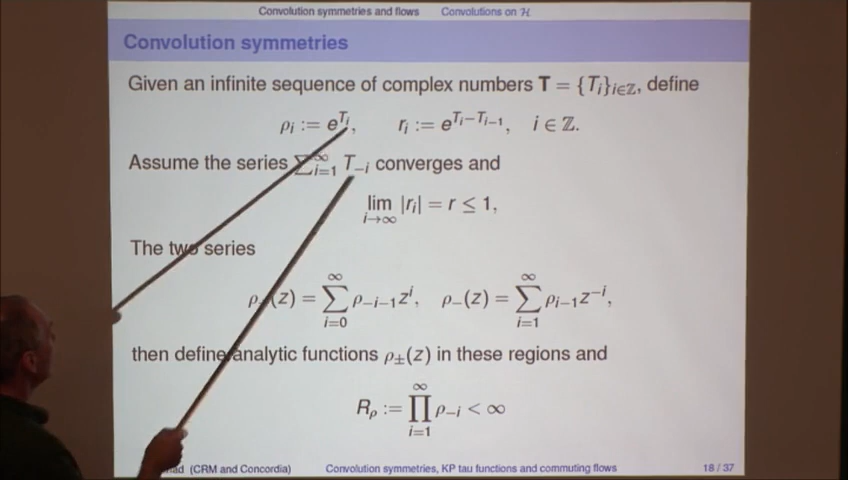 Convolution symmetries and flows Convolutions on ℋ
Convolution symmetries
Given an infinite sequence of complex numbers T = {T_i}_{i∈ℤ}, define
ρ_i := e^{T_i}, r_i := e^{T_i−T_{i−1}}, i ∈ ℤ.
Assume the series ∑_{i=1}^∞ T_{−i} converges and
lim_{i→∞} |r_i| = r ≤ 1,
The two series
ρ (z) = ∑_{i=0}^∞ ρ_{−i−1}z^i, ρ_−(z) = ∑_{i=1}^∞ ρ_{i−1}z^{−i},
then define analytic functions ρ_±(z) in these regions and
R_ρ := ∏_{i=1}^∞ ρ_{−i} < ∞
(CRM and Concordia) Convolution symmetries, KP tau functions and commuting flows 18 / 37